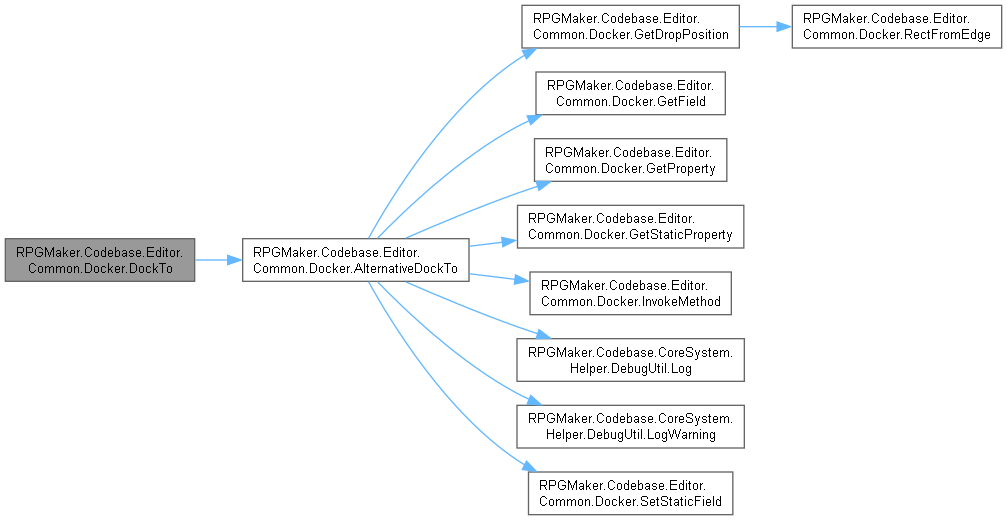 RPGMaker.Codebase.Editor.
Common.Docker.GetDropPosition
RPGMaker.Codebase.Editor.
Common.Docker.RectFromEdge
RPGMaker.Codebase.Editor.
Common.Docker.GetField
RPGMaker.Codebase.Editor.
Common.Docker.GetProperty
RPGMaker.Codebase.Editor.
Common.Docker.GetStaticProperty
RPGMaker.Codebase.Editor.
Common.Docker.DockTo
RPGMaker.Codebase.Editor.
Common.Docker.AlternativeDockTo
RPGMaker.Codebase.Editor.
Common.Docker.InvokeMethod
RPGMaker.Codebase.CoreSystem.
Helper.DebugUtil.Log
RPGMaker.Codebase.CoreSystem.
Helper.DebugUtil.LogWarning
RPGMaker.Codebase.Editor.
Common.Docker.SetStaticField